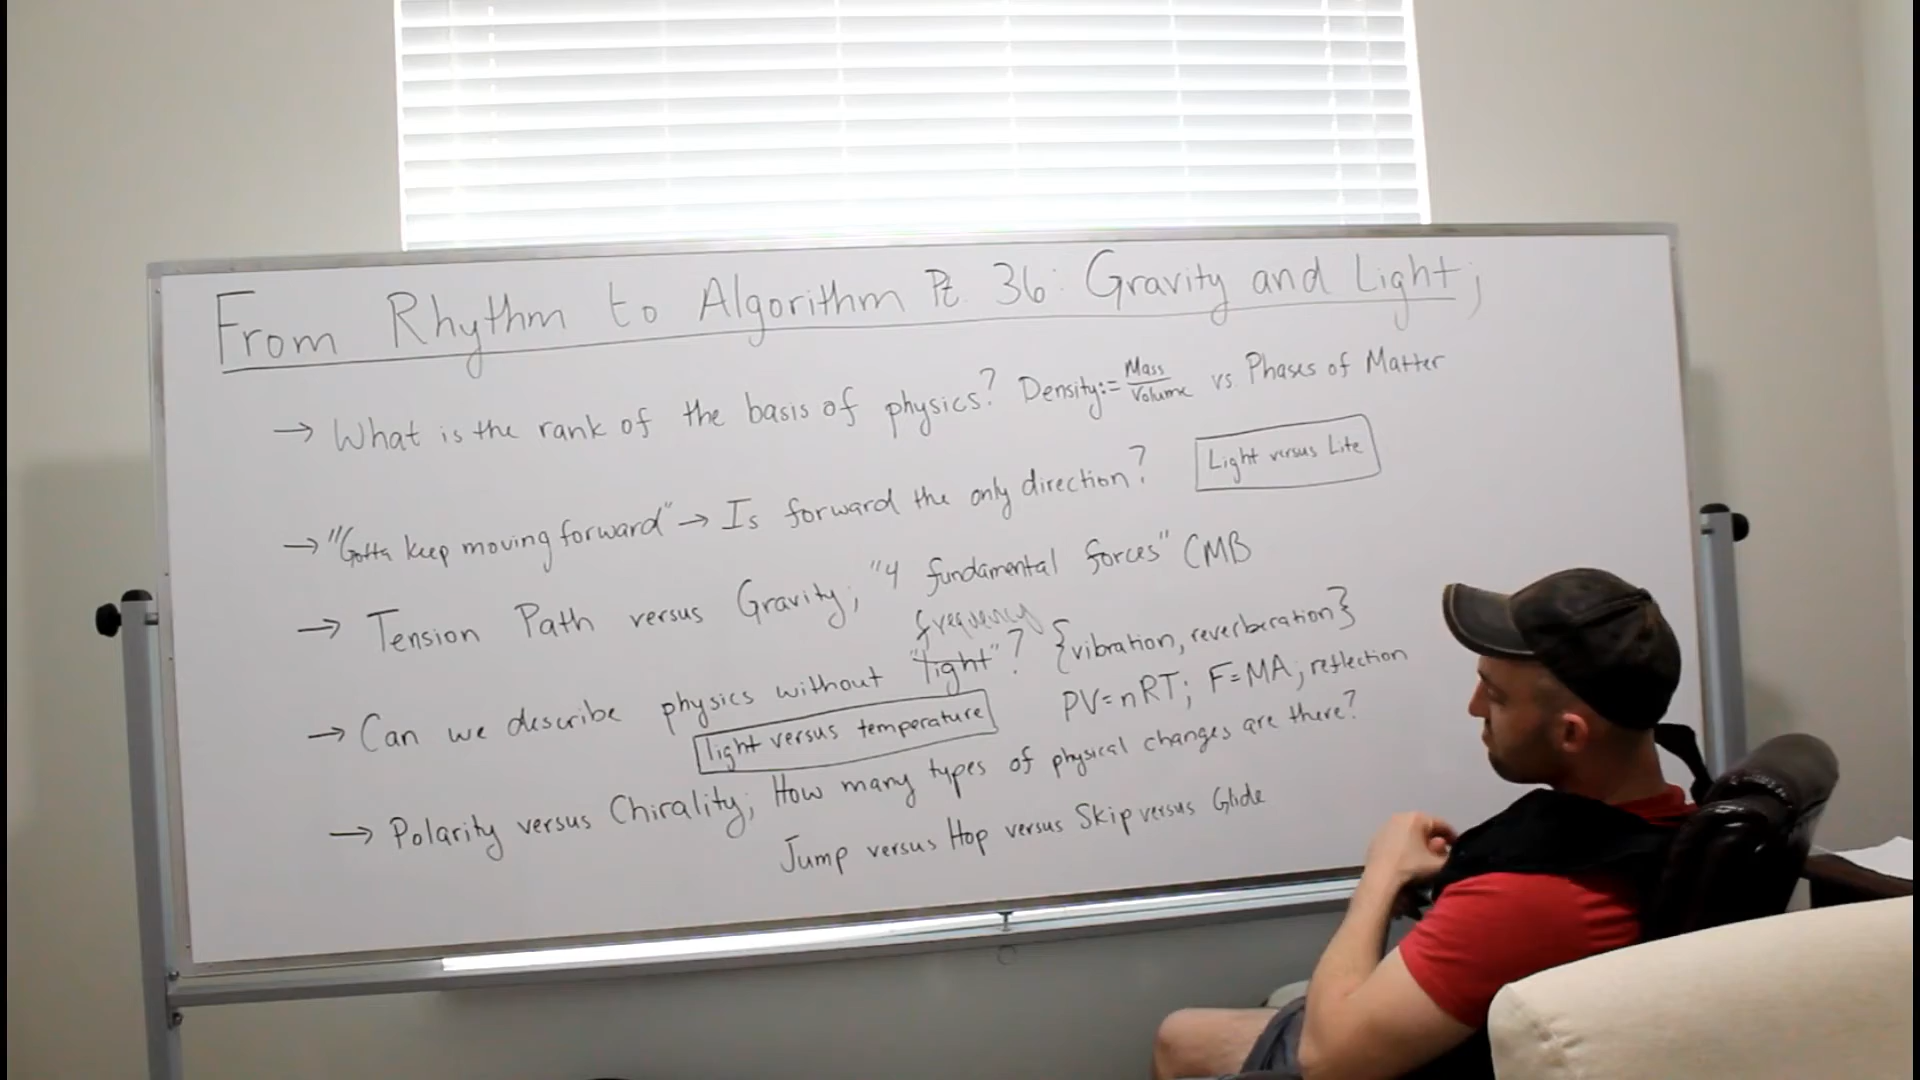 From Rhythm to Algorithm Pt. 36: Gravity and Light;
→ What is the rank of the basis of physics? Density:= Mass/Volume vs Phases of Matter
→ "Gotta keep moving forward" → Is forward the only direction? Light versus Lite
→ Tension Path versus Gravity; "4 fundamental forces" CMB
frequency
→ Can we describe physics without "light"? {vibration, reverberation}
light versus temperature PV=nRT; F=MA; reflection
→ Polarity versus Chirality; How many types of physical changes are there?
Jump versus Hop versus Skip versus Glide